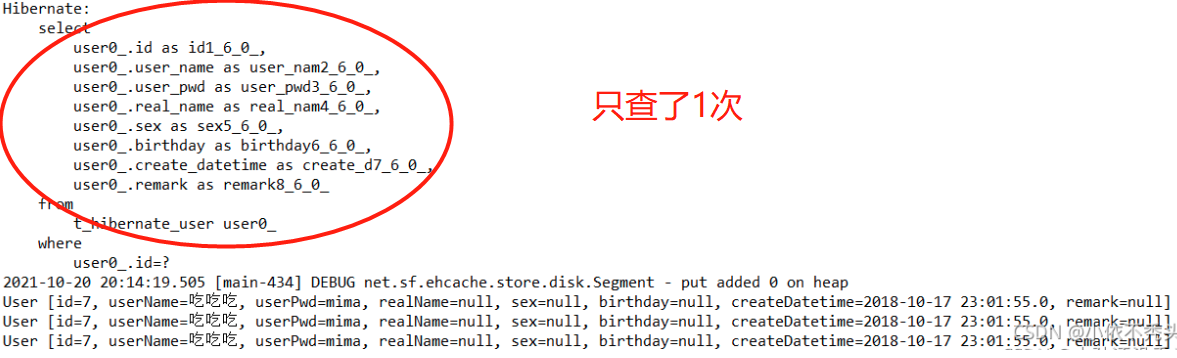 Hibernate:
select
user0_.id as id1_6_0_,
user0_.user_name as user_nam2_6_0_,
user0_.user_pwd as user_pwd3_6_0_,
user0_.real_name as real_nam4_6_0_,
user0_.sex as sex5_6_0_,
user0_.birthday as birthday6_6_0_,
user0_.create_datetime as create_d7_6_0_,
user0_.remark as remark8_6_0_
只查了1次
from
t_hibernate_user user0_
where
user0_.id=?
2021-10-20 20:14:19.505 [main-434] DEBUG net.sf.ehcache.store.disk.Segment - put added 0 on heap
User [id=7, userName=吃吃吃, userPwd=mima, realName=null, sex=null, birthday=null, createDatetime=2018-10-17 23:01:55.0, remark=null]
User [id=7, userName=吃吃吃, userPwd=mima, realName=null, sex=null, birthday=null, createDatetime=2018-10-17 23:01:55.0, remark=null]
User [id=7, userName=吃吃吃, userPwd=mima, realName=null, sex=null, birthday=null, createDatetime=2018-10-17 23:01:55.0, remark=null]
CSDN @小依不秃头